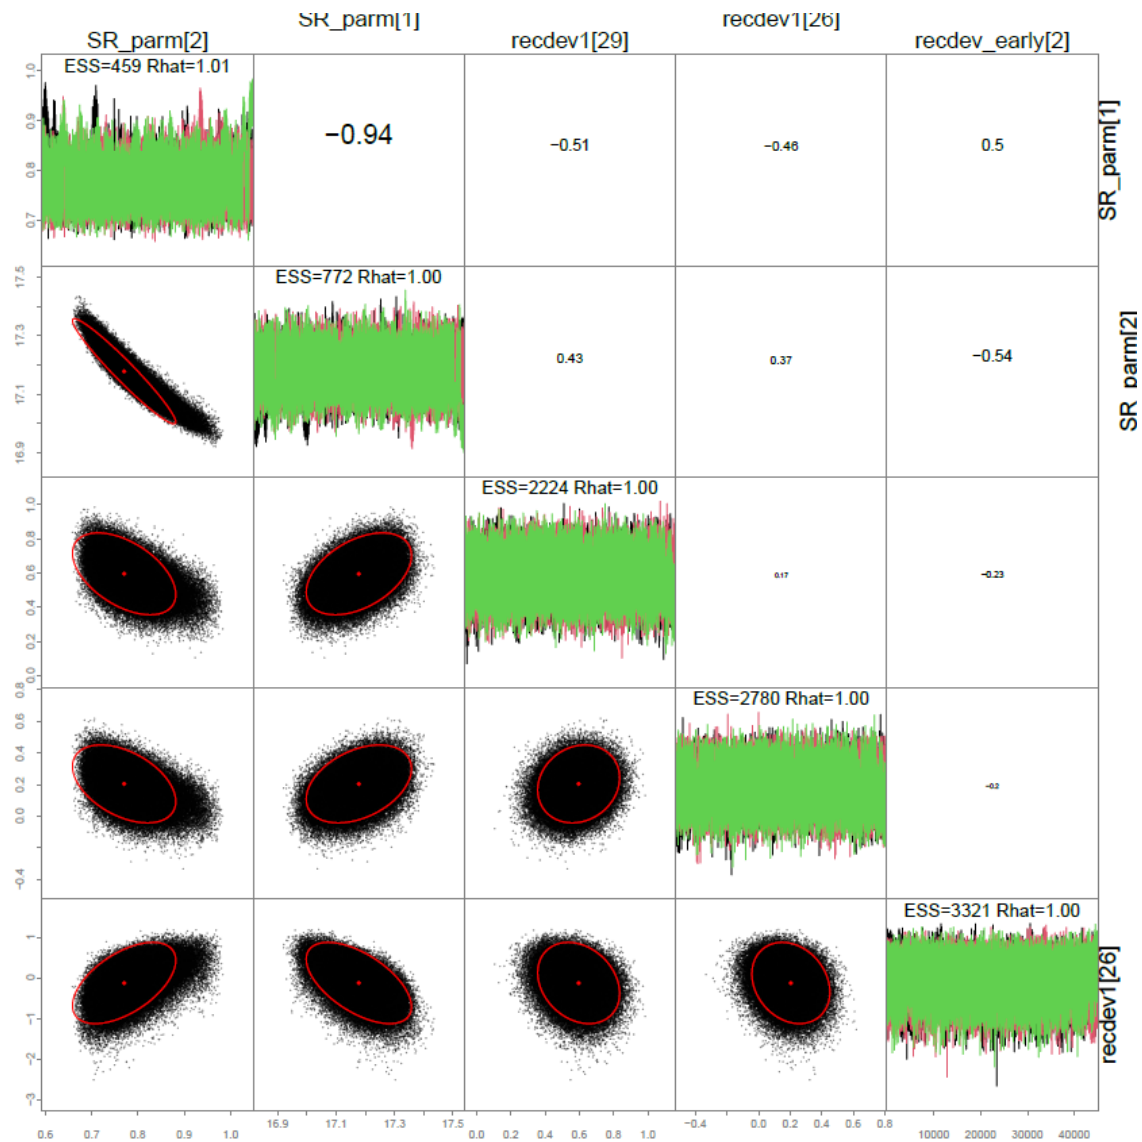 SR_parm[2] SR_parm[1] recdev1[29] recdev1[26] recdev_early[2]
ESS=459 Rhat=1.01
1.0
0.9
0.8
0.7
−0.94
−0.51
−0.46
0.5
SR_parm[1]
ESS=772 Rhat=1.00
17.5
17.3
17.1
16.9
0.43
0.37
−0.54
SR_parm[2]
ESS=2224 Rhat=1.00
1.0
0.8
0.6
0.4
0.2
0.0
0.17
−0.23
ESS=2780 Rhat=1.00
0.8
0.6
0.4
0.2
0.0
−0.4
−0.2
ESS=3321 Rhat=1.00
1
0
−1
−2
−3
recdev1[26]
0.6 0.7 0.8 0.9 1.0
16.9 17.1 17.3 17.5
0.0 0.2 0.4 0.6 0.8 1.0
−0.4 0.0 0.2 0.4 0.6 0.8
10000 20000 30000 40000